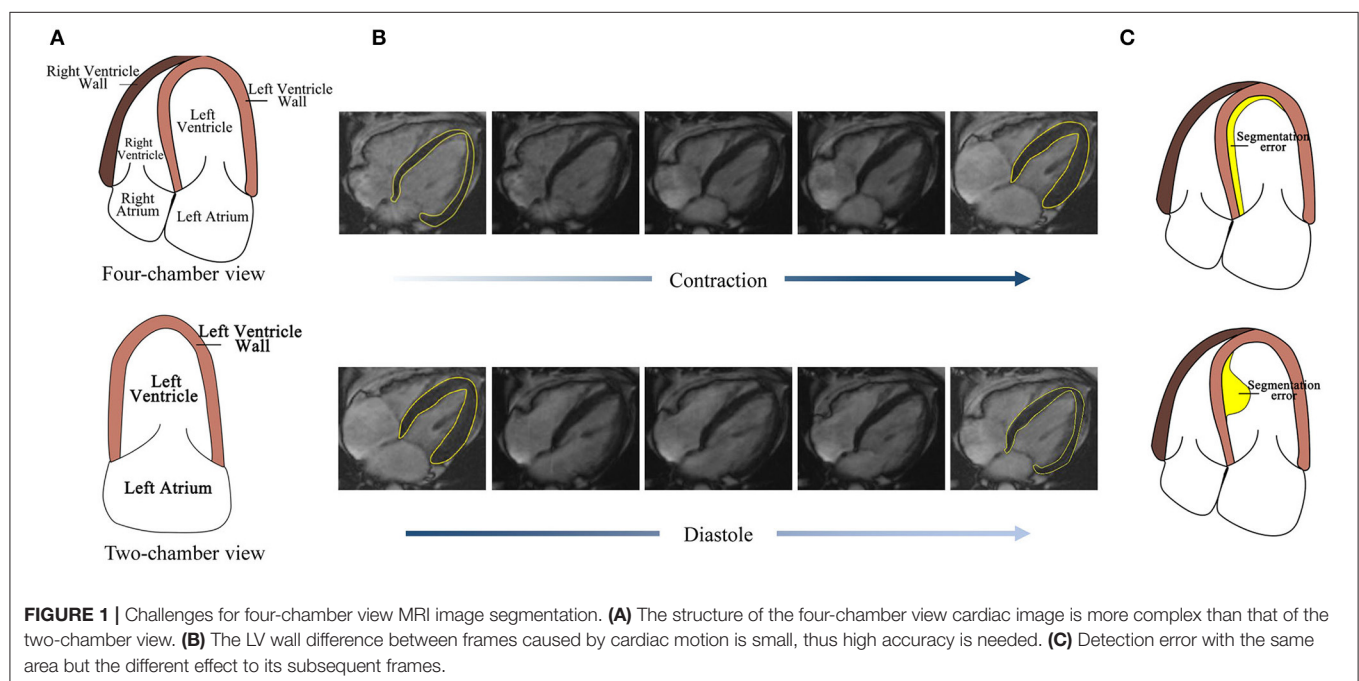 A
Right Ventricle
Wall
Left Ventricle
Wall
Left
Ventricle
Right
Ventricle
Right
Atrium
Left Atrium
Four-chamber view
Left Ventricle
Wall
Left
Ventricle
Left Atrium
Two-chamber view
B
Contraction
Diastole
C
Segmentation
error
Segmentation
error
FIGURE 1 | Challenges for four-chamber view MRI image segmentation. (A) The structure of the four-chamber view cardiac image is more complex than that of the
two-chamber view. (B) The LV wall difference between frames caused by cardiac motion is small, thus high accuracy is needed. (C) Detection error with the same
area but the different effect to its subsequent frames.